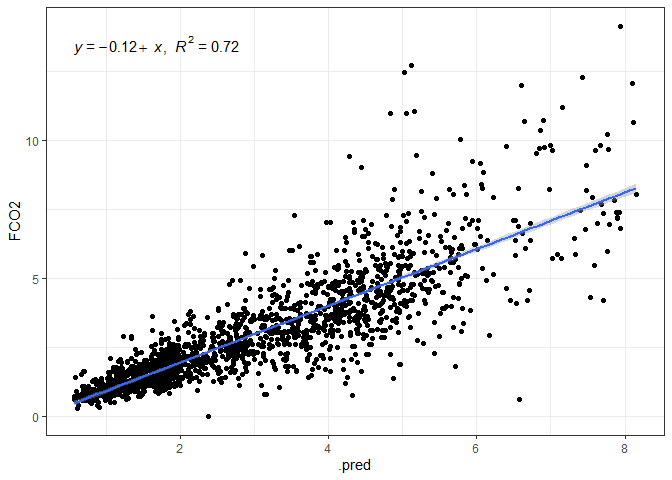 y = −0.12 + x, R² = 0.72
10
5
0
FCO2
2 4 6 8
.pred